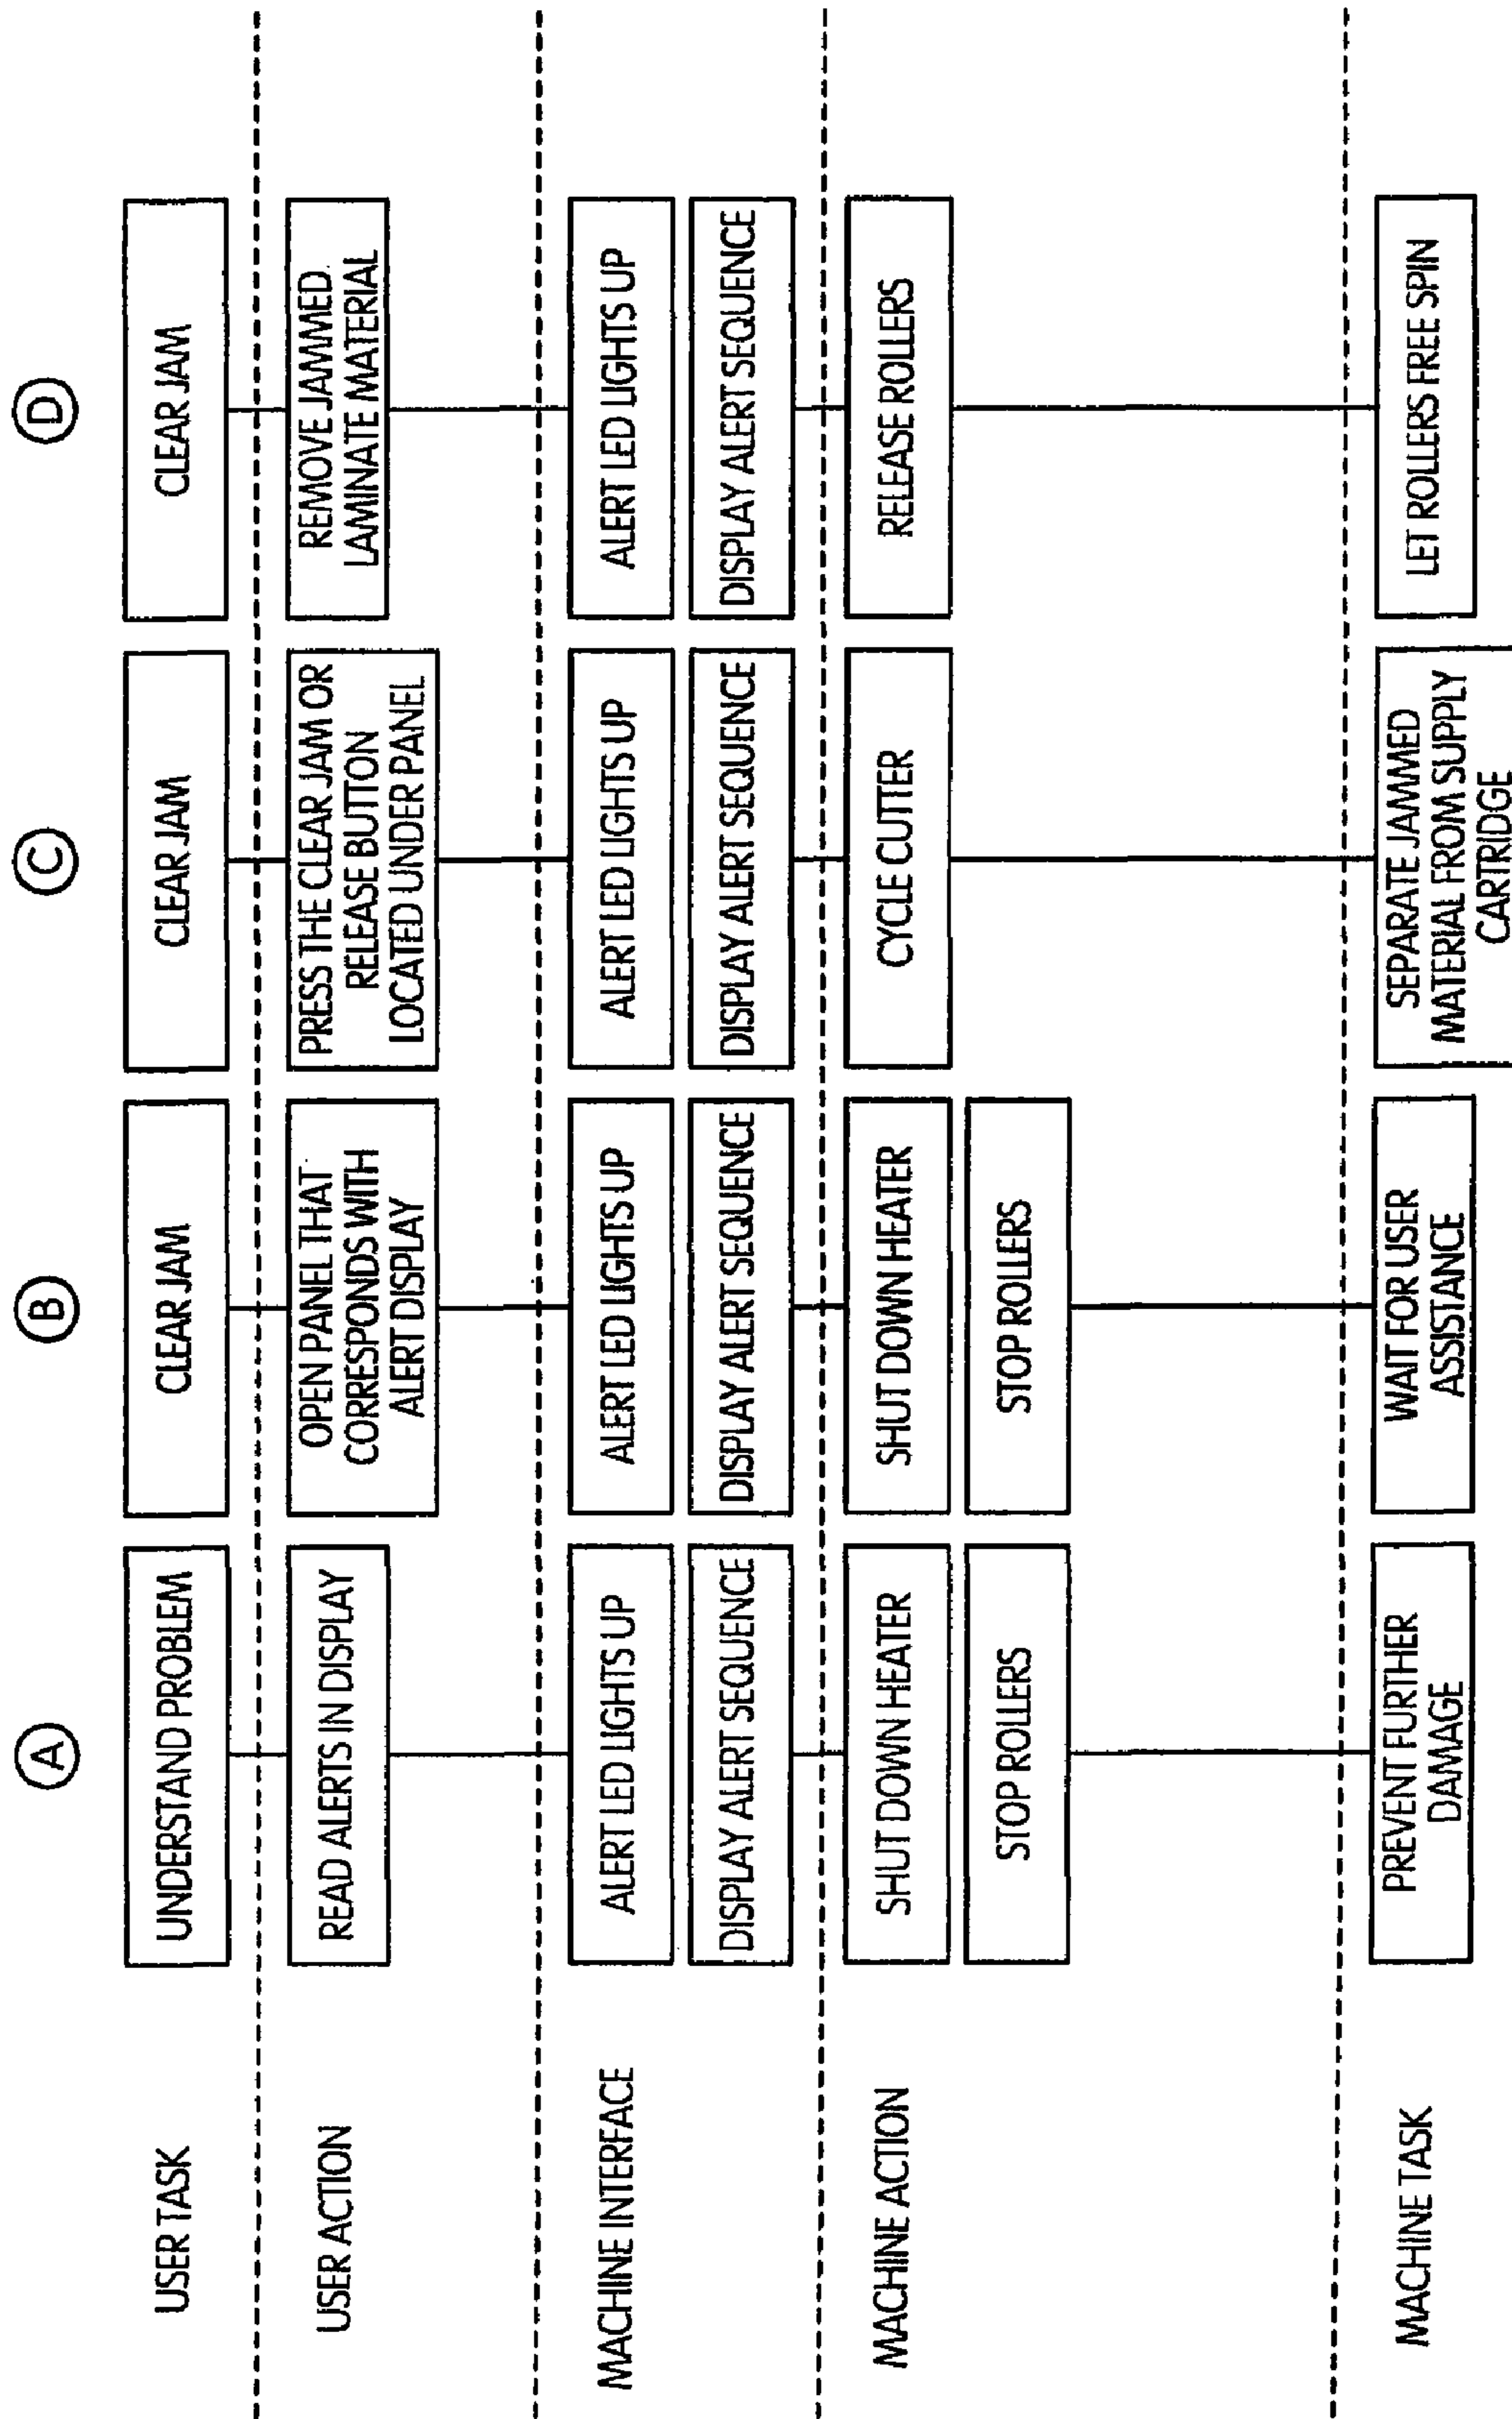 A
B
C
D
USER TASK
UNDERSTAND PROBLEM
CLEAR JAM
CLEAR JAM
CLEAR JAM
USER ACTION
READ ALERTS IN DISPLAY
OPEN PANEL THAT
CORRESPONDS WITH
ALERT DISPLAY
PRESS THE CLEAR JAM OR
RELEASE BUTTON
LOCATED UNDER PANEL
REMOVE JAMMED
LAMINATE MATERIAL
MACHINE INTERFACE
ALERT LED LIGHTS UP
ALERT LED LIGHTS UP
ALERT LED LIGHTS UP
ALERT LED LIGHTS UP
DISPLAY ALERT SEQUENCE
DISPLAY ALERT SEQUENCE
DISPLAY ALERT SEQUENCE
DISPLAY ALERT SEQUENCE
MACHINE ACTION
SHUT DOWN HEATER
SHUT DOWN HEATER
CYCLE CUTTER
RELEASE ROLLERS
STOP ROLLERS
STOP ROLLERS
MACHINE TASK
PREVENT FURTHER
DAMAGE
WAIT FOR USER
ASSISTANCE
SEPARATE JAMMED
MATERIAL FROM SUPPLY
CARTRIDGE
LET ROLLERS FREE SPIN